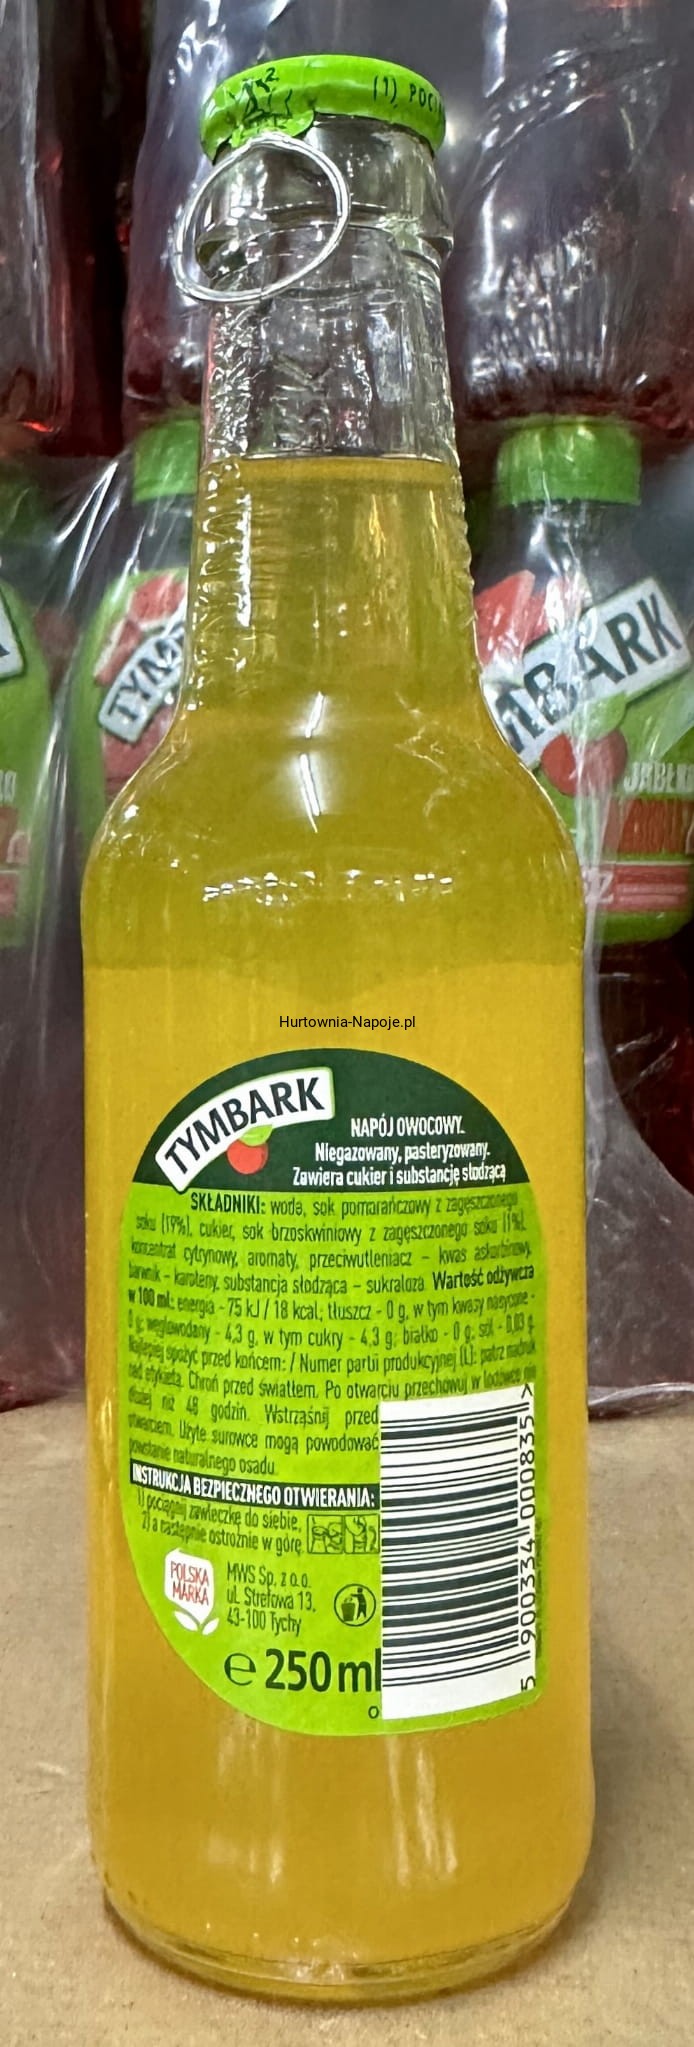 (1) POCI
TYMBARK
JABŁKO
Hurtownia-Napoje.pl
TYMBARK
NAPÓJ OWOCOWY.
Niegazowany, pasteryzowany.
Zawiera cukier i substancję słodzącą
SKŁADNIKI: woda, sok pomarańczowy z zagęszczonego
soku (19%), cukier, sok brzoskwiniowy z zagęszczonego soku (1%),
koncentrat cytrynowy, aromaty, przeciwutleniacz – kwas askorbinowy,
barwnik – karoteny, substancja słodząca – sukraloza. Wartość odżywcza
w 100 ml: energia - 75 kJ / 18 kcal; tłuszcz - 0 g, w tym kwasy nasycone -
0 g; węglowodany - 4,3 g, w tym cukry - 4,3 g; białko - 0 g; sól - 0,03 g.
Najlepiej spożyć przed końcem: / Numer partii produkcyjnej (L): patrz nadruk
nad etykietą. Chroń przed światłem. Po otwarciu przechowuj w lodówce nie
dłużej niż 48 godzin. Wstrząśnij przed
otwarciem. Użyte surowce mogą powodować
powstanie naturalnego osadu.
INSTRUKCJA BEZPIECZNEGO OTWIERANIA:
1) pociągnij zawleczkę do siebie,
2) a następnie ostrożnie w górę.
POLSKA
MARKA
MWS Sp. z o.o.
ul. Strefowa 13,
43-100 Tychy
e 250 ml
5 900334 000835 >